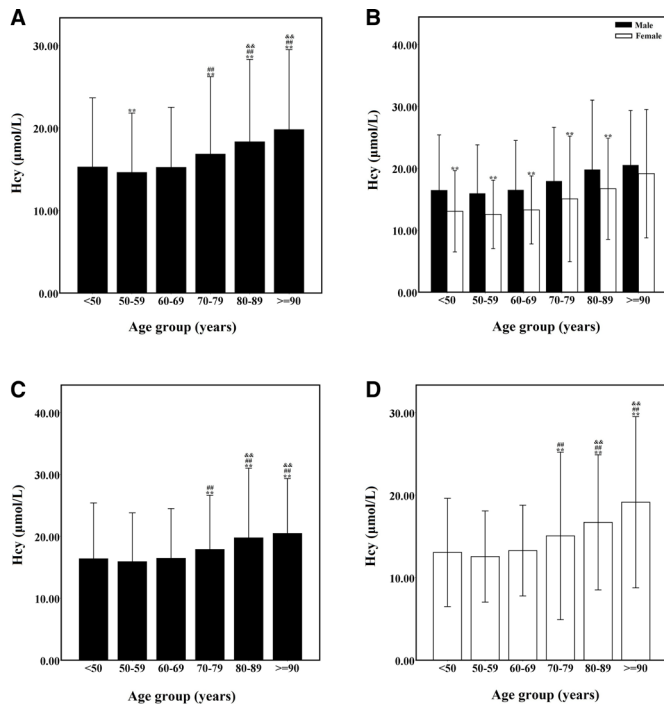 A
Hcy (μmol/L)
30.00
20.00
10.00
0.00
**
##
**
&&
##
**
&&
##
**
<50 50-59 60-69 70-79 80-89 >=90
Age group (years)
B
Male
Female
Hcy (μmol/L)
40.00
30.00
20.00
10.00
0.00
**
**
**
**
**
<50 50-59 60-69 70-79 80-89 >=90
Age group (years)
C
Hcy (μmol/L)
40.00
30.00
20.00
10.00
0.00
##
**
&&
##
**
&&
##
**
<50 50-59 60-69 70-79 80-89 >=90
Age group (years)
D
Hcy (μmol/L)
30.00
20.00
10.00
0.00
##
**
&&
##
**
&&
##
**
<50 50-59 60-69 70-79 80-89 >=90
Age group (years)